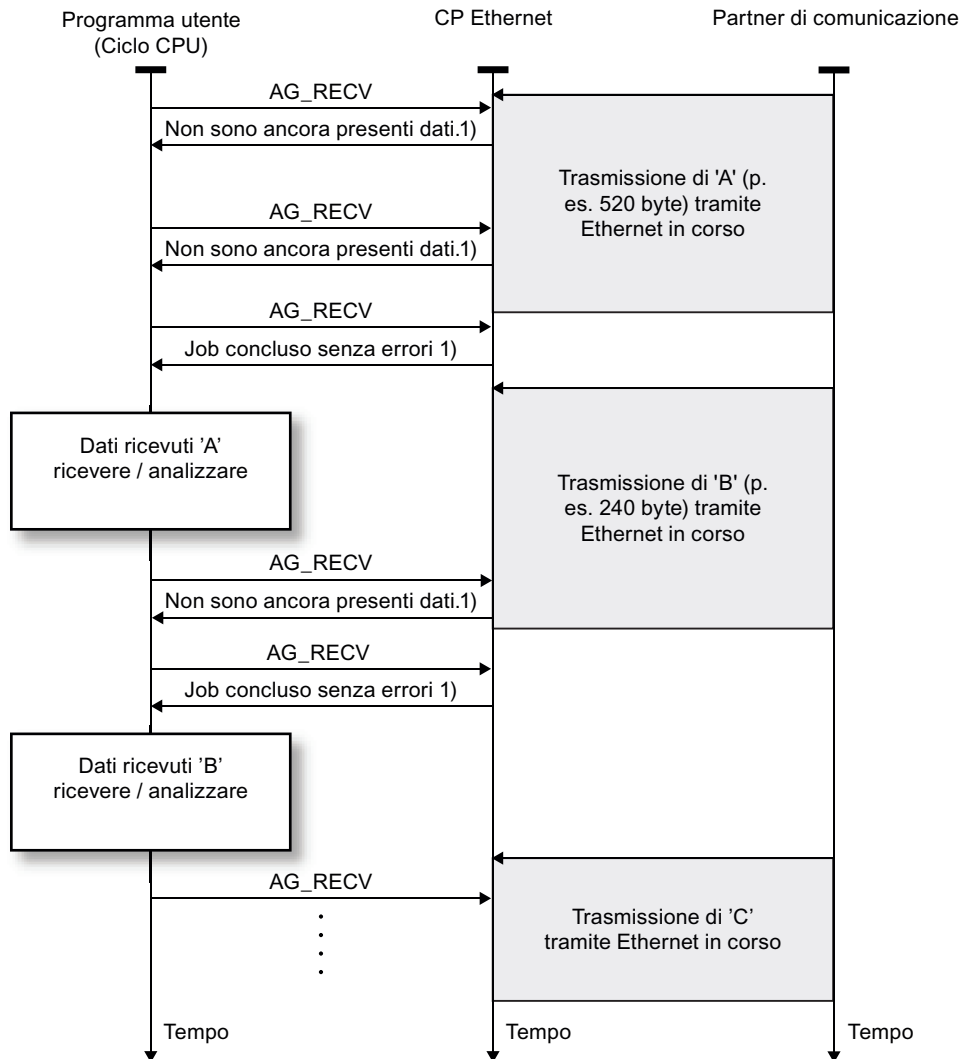 Programma utente
(Ciclo CPU)
CP Ethernet
Partner di comunicazione
AG_RECV
Non sono ancora presenti dati.1)
Trasmissione di 'A' (p.
es. 520 byte) tramite
Ethernet in corso
AG_RECV
Non sono ancora presenti dati.1)
AG_RECV
Job concluso senza errori 1)
Dati ricevuti ’A’
ricevere / analizzare
Trasmissione di 'B' (p.
es. 240 byte) tramite
Ethernet in corso
AG_RECV
Non sono ancora presenti dati.1)
AG_RECV
Job concluso senza errori 1)
Dati ricevuti ’B’
ricevere / analizzare
AG_RECV
Trasmissione di ’C’
tramite Ethernet in corso
Tempo
Tempo
Tempo